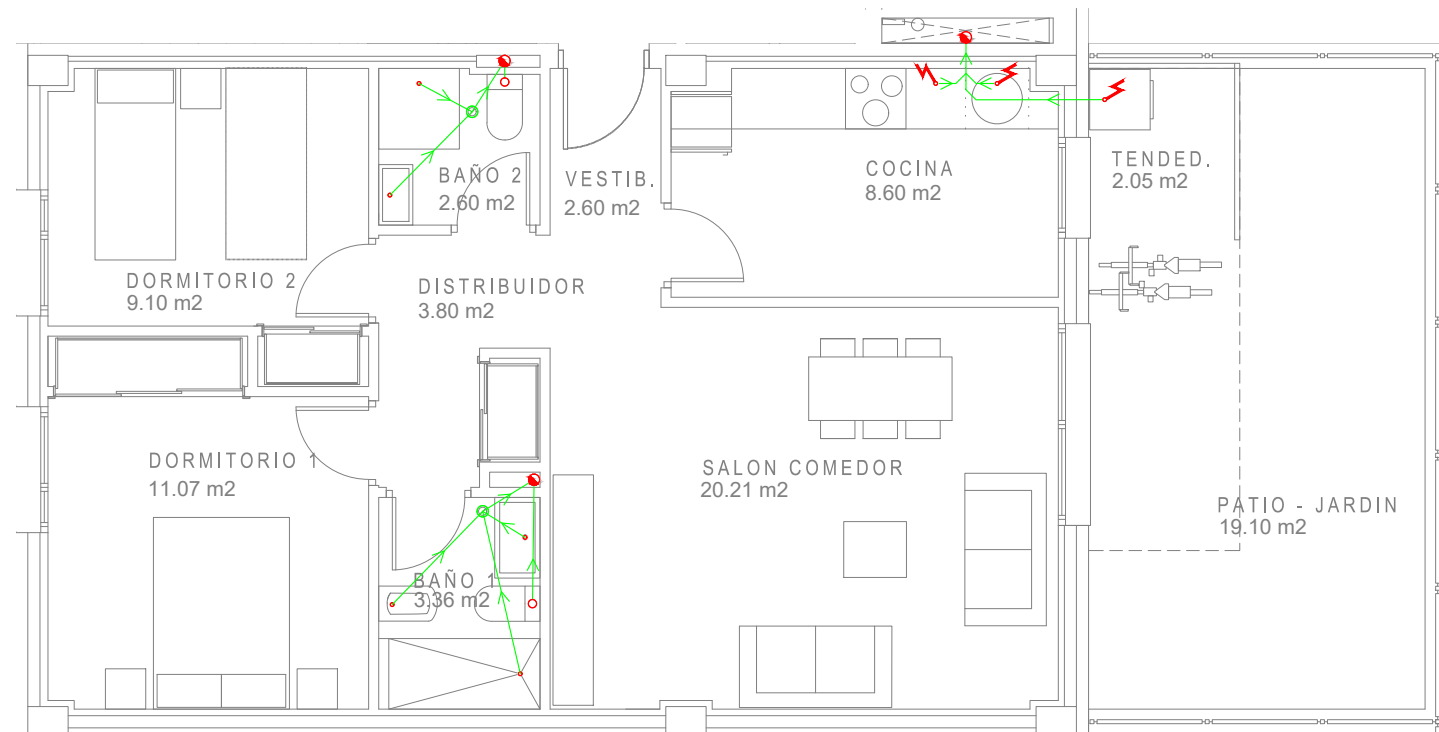 BAÑO 2
2.60 m2
VESTIB.
2.60 m2
COCINA
8.60 m2
TENDED.
2.05 m2
DORMITORIO 2
9.10 m2
DISTRIBUIDOR
3.80 m2
DORMITORIO 1
11.07 m2
SALON COMEDOR
20.21 m2
PATIO - JARDIN
19.10 m2
BAÑO 1
3.36 m2